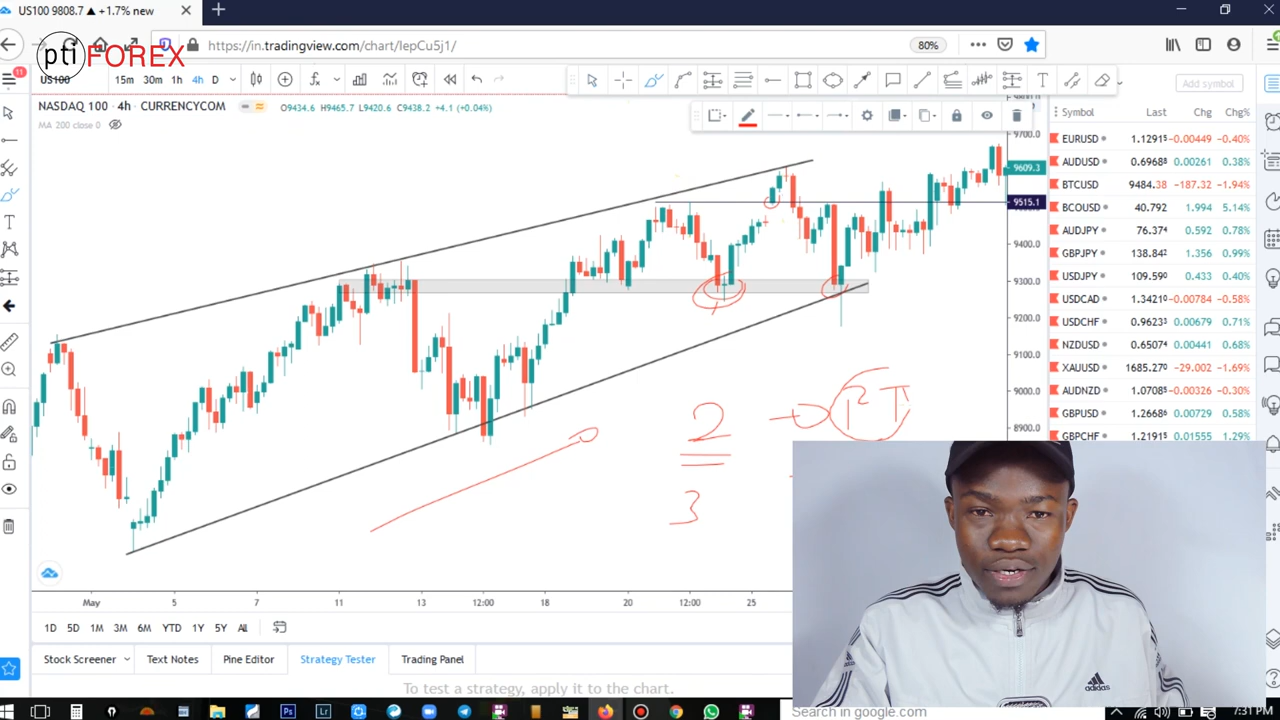 US100 9808.7 ▲ +1.7% new
pti FOREX
https://in.tradingview.com/chart/IepCu5j1/
80%
11
US100
15m 30m 1h 4h D
Add symbol
NASDAQ 100 • 4h • CURRENCYCOM
O9434.6 H9465.7 L9420.6 C9438.2 +4.1 (+0.04%)
MA 200 close 0
Symbol Last Chg Chg%
EURUSD 1.12915 -0.00449 -0.40%
AUDUSD 0.69688 0.00261 0.38%
BTCUSD 9484.38 -187.32 -1.94%
BCOUSD 40.792 1.994 5.14%
AUDJPY 76.374 0.592 0.78%
GBPJPY 138.842 1.356 0.99%
USDJPY 109.590 0.433 0.40%
USDCAD 1.34210 -0.00784 -0.58%
USDCHF 0.96233 0.00679 0.71%
NZDUSD 0.65074 0.00441 0.68%
XAUUSD 1685.270 -29.002 -1.69%
AUDNZD 1.07085 -0.00326 -0.30%
GBPUSD 1.26668 0.00729 0.58%
GBPCHF 1.21915 0.01555 1.29%
9700.0
9609.3
9515.1
9400.0
9300.0
9200.0
9100.0
9000.0
8900.0
2
3
May 5 7 11 13 12:00 18 20 12:00 25
1D 5D 1M 3M 6M YTD 1Y 5Y All
Stock Screener Text Notes Pine Editor Strategy Tester Trading Panel
To test a strategy, apply it to the chart.
adidas
Search in google.com
7:31 PM